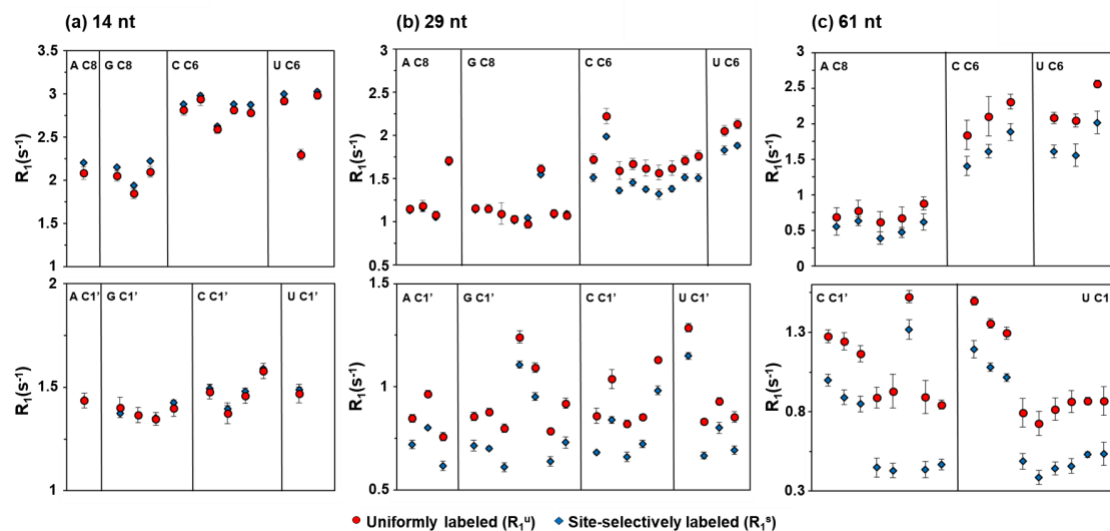 (a) 14 nt
(b) 29 nt
(c) 61 nt
3.5
3
2.5
2
1.5
1
R₁(s⁻¹)
A C8
G C8
C C6
U C6
3
2.5
2
1.5
1
0.5
R₁(s⁻¹)
A C8
G C8
C C6
U C6
3
2.5
2
1.5
1
0.5
0
R₁(s⁻¹)
A C8
C C6
U C6
2
1.5
1
R₁(s⁻¹)
A C1'
G C1'
C C1'
U C1'
1.5
1
0.5
R₁(s⁻¹)
A C1'
G C1'
C C1'
U C1'
1.3
0.8
0.3
R₁(s⁻¹)
C C1'
U C1
Uniformly labeled (R₁ᵘ)
Site-selectively labeled (R₁ˢ)